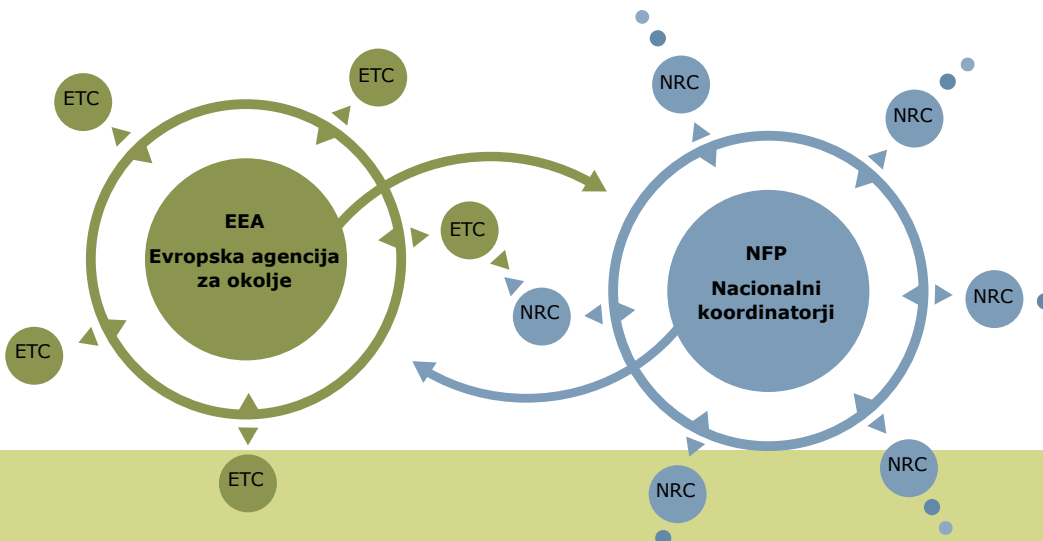 ETC
ETC
ETC
ETC
ETC
EEA
Evropska agencija
za okolje
NRC
NRC
NRC
NRC
NRC
NRC
NFP
Nacionalni
koordinatorji